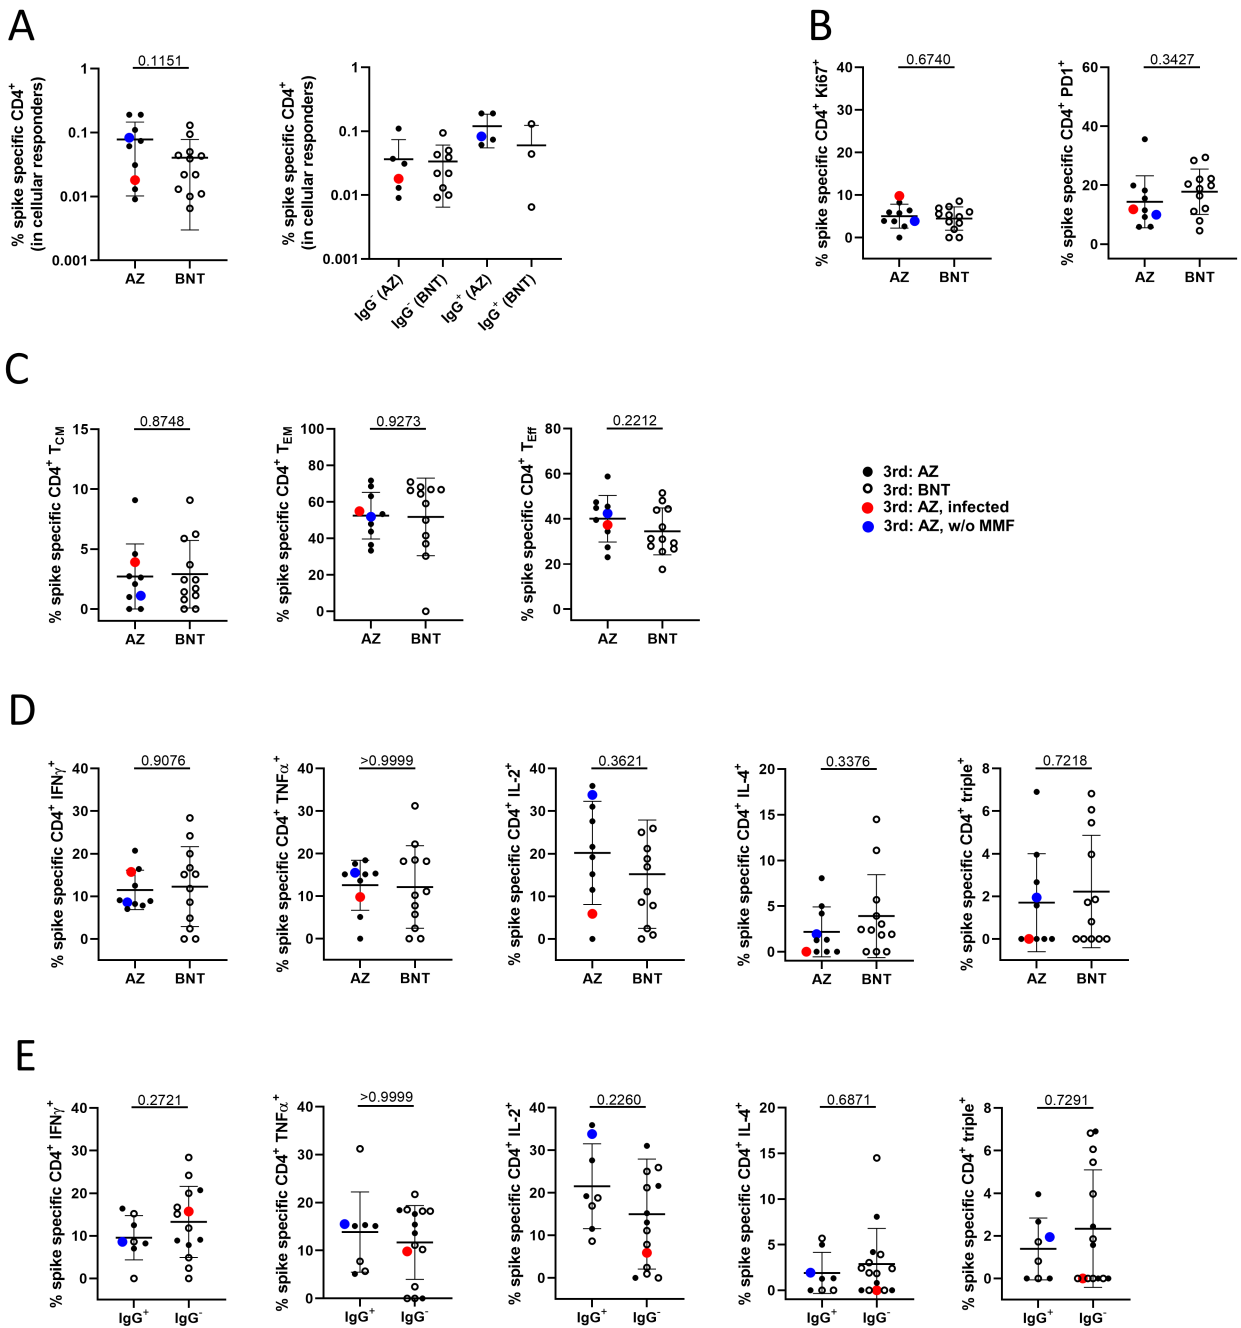 A
% spike specific CD4+
(in cellular responders)
1
0.1
0.01
0.001
0.1151
AZ
BNT
% spike specific CD4+
(in cellular responders)
1
0.1
0.01
0.001
IgG- (AZ)
IgG- (BNT)
IgG+ (AZ)
IgG+ (BNT)
B
% spike specific CD4+ Ki67+
40
30
20
10
0
0.6740
AZ
BNT
% spike specific CD4+ PD1+
60
40
20
0
0.3427
AZ
BNT
C
% spike specific CD4+ TCM
15
10
5
0
0.8748
AZ
BNT
% spike specific CD4+ TEM
100
80
60
40
20
0
0.9273
AZ
BNT
% spike specific CD4+ TEff
80
60
40
20
0
0.2212
AZ
BNT
3rd: AZ
3rd: BNT
3rd: AZ, infected
3rd: AZ, w/o MMF
D
% spike specific CD4+ IFNγ+
40
30
20
10
0
0.9076
AZ
BNT
% spike specific CD4+ TNFα+
40
30
20
10
0
>0.9999
AZ
BNT
% spike specific CD4+ IL-2+
40
30
20
10
0
0.3621
AZ
BNT
% spike specific CD4+ IL-4+
20
15
10
5
0
0.3376
AZ
BNT
% spike specific CD4+ triple+
8
6
4
2
0
0.7218
AZ
BNT
E
% spike specific CD4+ IFNγ+
40
30
20
10
0
0.2721
IgG+
IgG-
% spike specific CD4+ TNFα+
40
30
20
10
0
>0.9999
IgG+
IgG-
% spike specific CD4+ IL-2+
40
30
20
10
0
0.2260
IgG+
IgG-
% spike specific CD4+ IL-4+
20
15
10
5
0
0.6871
IgG+
IgG-
% spike specific CD4+ triple+
8
6
4
2
0
0.7291
IgG+
IgG-